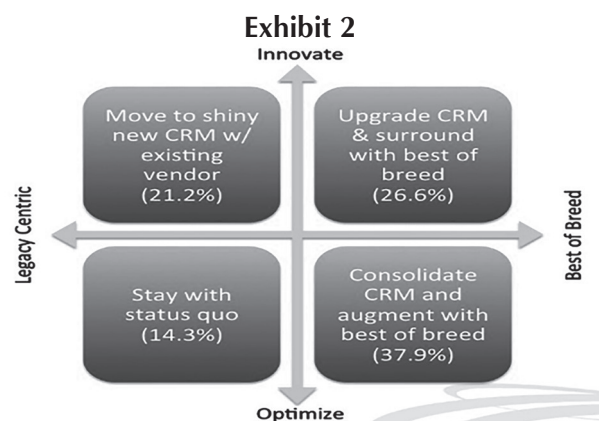 Exhibit 2
Innovate
Move to shiny
new CRM w/
existing
vendor
(21.2%)
Upgrade CRM
& surround
with best of
breed
(26.6%)
Legacy Centric
Best of Breed
Stay with
status quo
(14.3%)
Consolidate
CRM and
augment with
best of breed
(37.9%)
Optimize